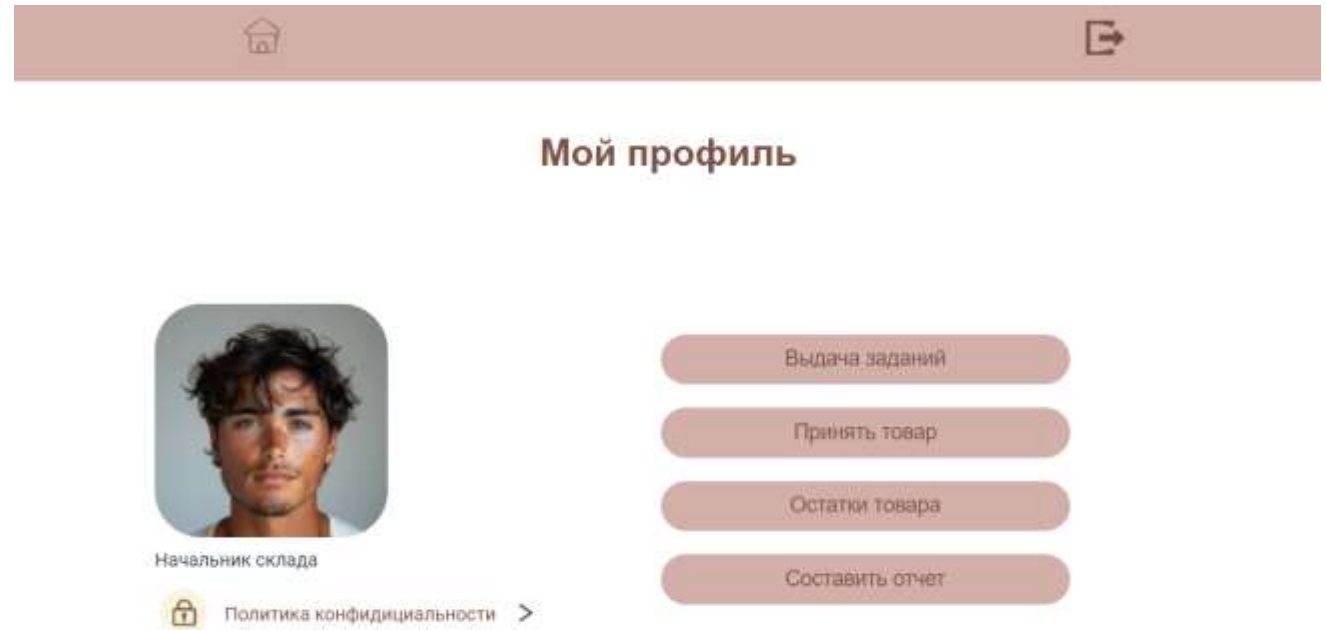 Мой профиль
Выдача заданий
Принять товар
Остатки товара
Составить отчет
Начальник склада
Политика конфидициальности >